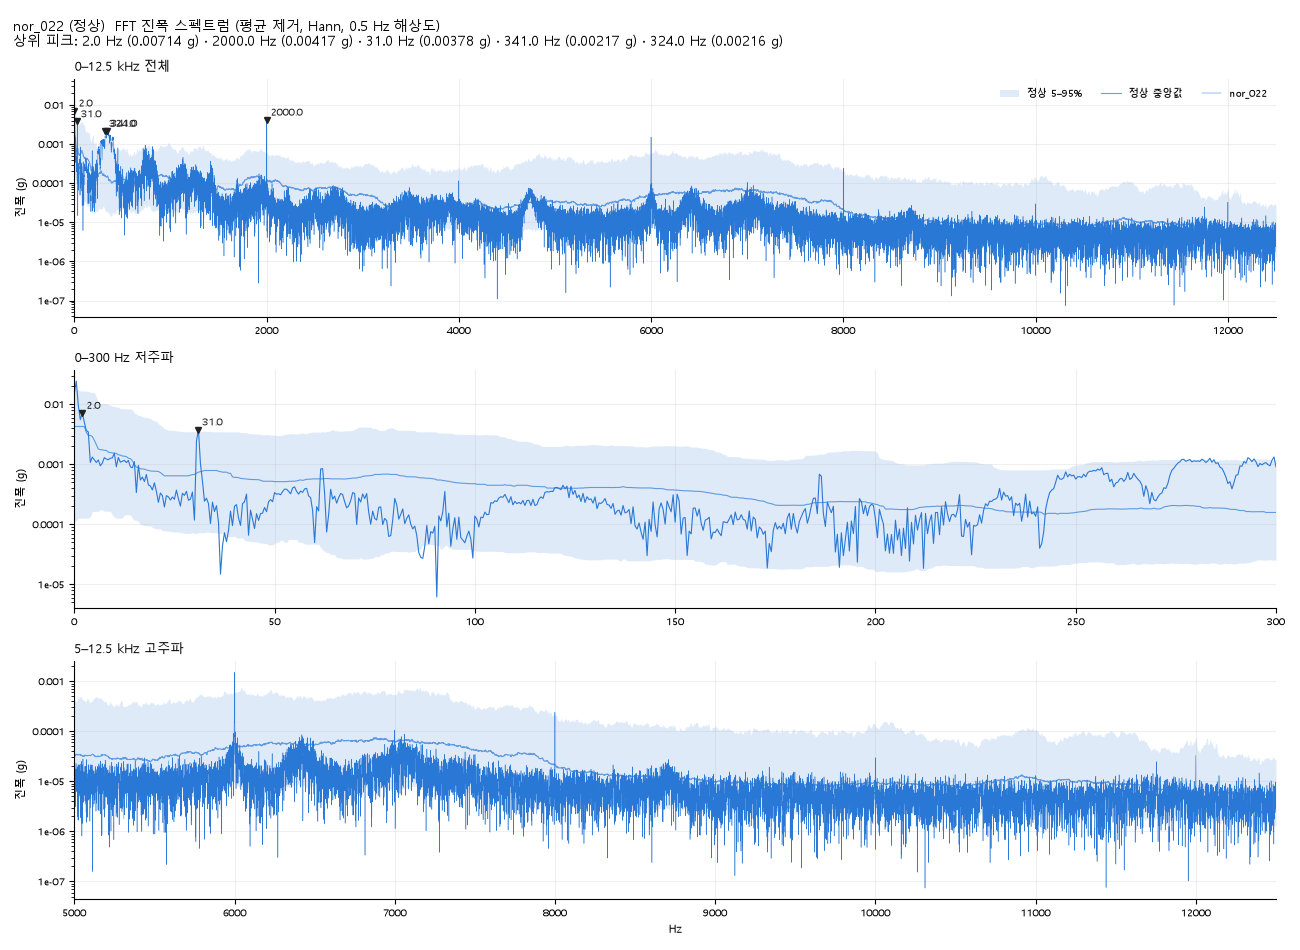 nor_022 (정상)  FFT 진폭 스펙트럼 (평균 제거, Hann, 0.5 Hz 해상도)
상위 피크: 2.0 Hz (0.00714 g) · 2000.0 Hz (0.00417 g) · 31.0 Hz (0.00378 g) · 341.0 Hz (0.00217 g) · 324.0 Hz (0.00216 g)
0–12.5 kHz 전체
정상 5–95% 정상 중앙값 nor_022
2.0
31.0
2000.0
0.01
0.001
0.0001
1e-05
1e-06
1e-07
진폭 (g)
0 2000 4000 6000 8000 10000 12000
0–300 Hz 저주파
2.0
31.0
0.01
0.001
0.0001
1e-05
진폭 (g)
0 50 100 150 200 250 300
5–12.5 kHz 고주파
0.001
0.0001
1e-05
1e-06
1e-07
진폭 (g)
5000 6000 7000 8000 9000 10000 11000 12000
Hz